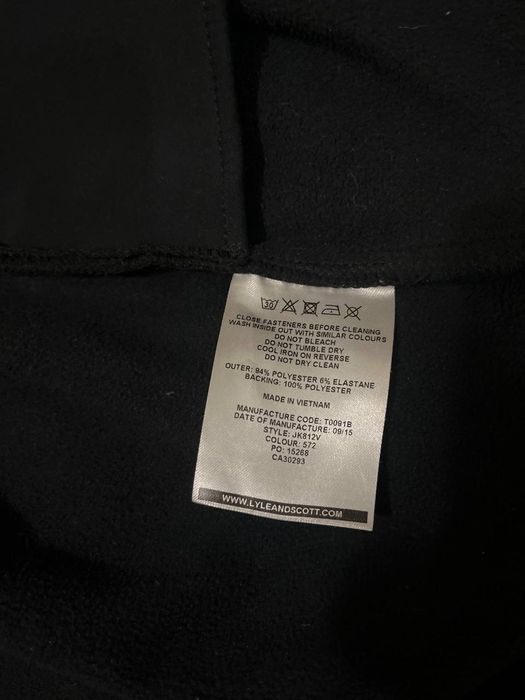 30
CLOSE FASTENERS BEFORE CLEANING
WASH INSIDE OUT WITH SIMILAR COLOURS
DO NOT BLEACH
DO NOT TUMBLE DRY
COOL IRON ON REVERSE
DO NOT DRY CLEAN
OUTER: 94% POLYESTER 6% ELASTANE
BACKING: 100% POLYESTER
MADE IN VIETNAM
MANUFACTURE CODE: T0091B
DATE OF MANUFACTURE: 09/15
STYLE: JK812V
COLOUR: 572
PO: 15268
CA30293
WWW.LYLEANDSCOTT.COM